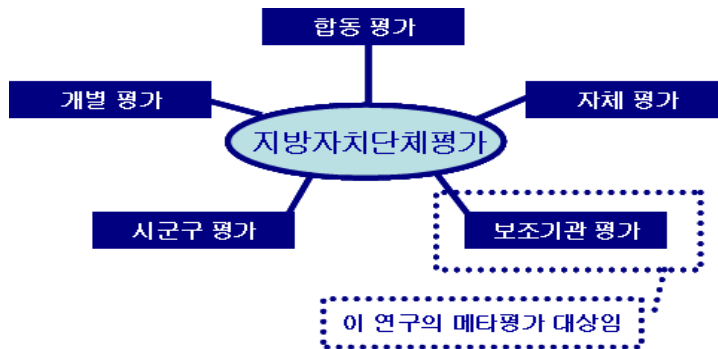 합동 평가
개별 평가
자체 평가
지방자치단체평가
시군구 평가
보조기관 평가
이 연구의 메타평가 대상임